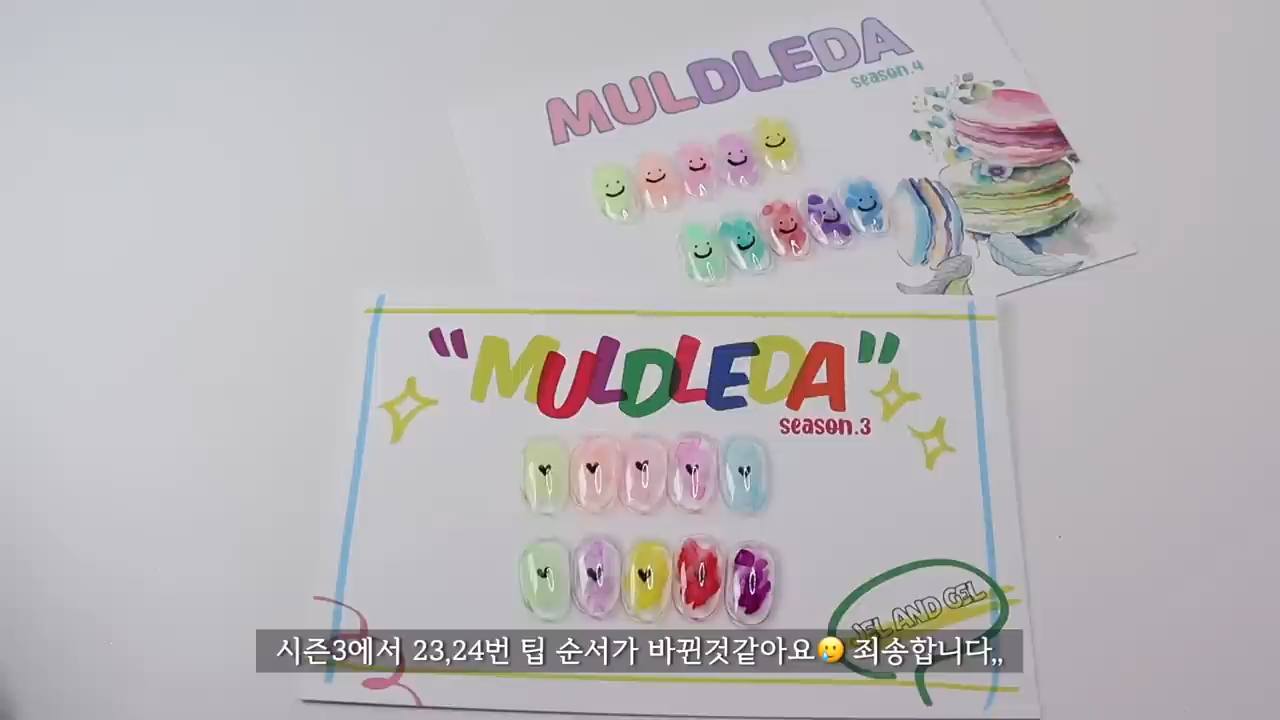 MULDLEDA
season.4
"MULDLEDA"
season.3
JEL AND GEL
시즌3에서 23,24번 팁 순서가 바뀐것같아요🥲 죄송합니다,,